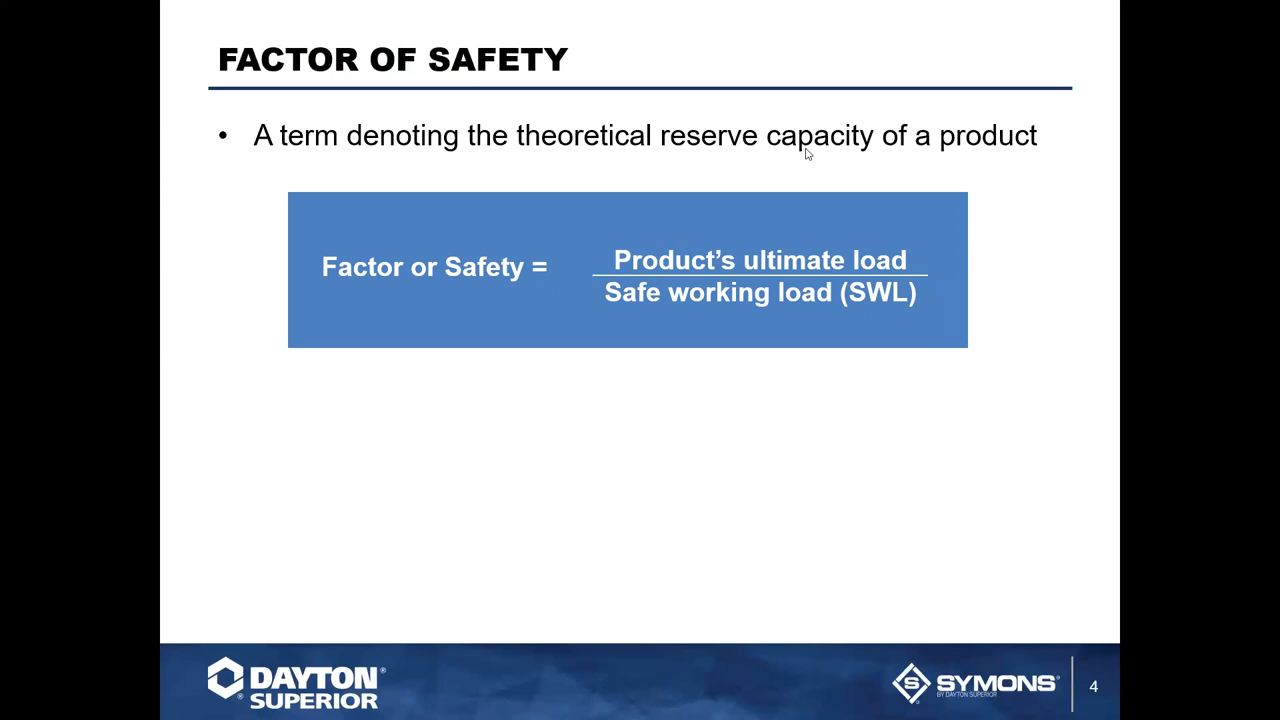 FACTOR OF SAFETY
• A term denoting the theoretical reserve capacity of a product
Factor or Safety =
Product’s ultimate load
Safe working load (SWL)
DAYTON®
®SUPERIOR
SYMONS®
BY DAYTON SUPERIOR
4